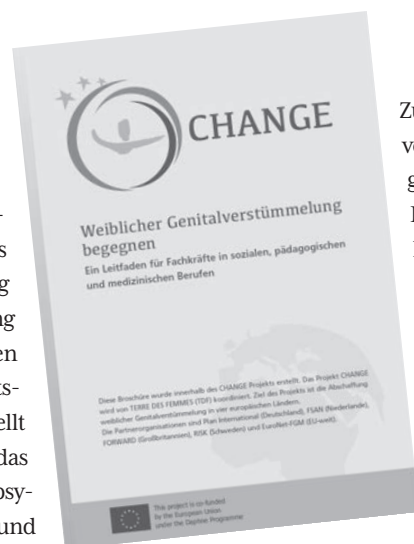 CHANGE
Weiblicher Genitalverstümmelung
begegnen
Ein Leitfaden für Fachkräfte in sozialen, pädagogischen
und medizinischen Berufen
Diese Broschüre wurde innerhalb des CHANGE Projekts erstellt. Das Projekt CHANGE
wird von TERRE DES FEMMES (TDF) koordiniert. Ziel des Projekts ist die Abschaffung
weiblicher Genitalverstümmelung in vier europäischen Ländern.
Die Partnerorganisationen sind Plan International (Deutschland), FSAN (Niederlande),
FORWARD (Großbritannien), RISK (Schweden) und EuroNet-FGM (EU-weit).
This project is co-funded
by the European Union
under the Daphne Programme
s
g
ng
en
ts-
ellt
das
psy-
und
Zu
ve
g